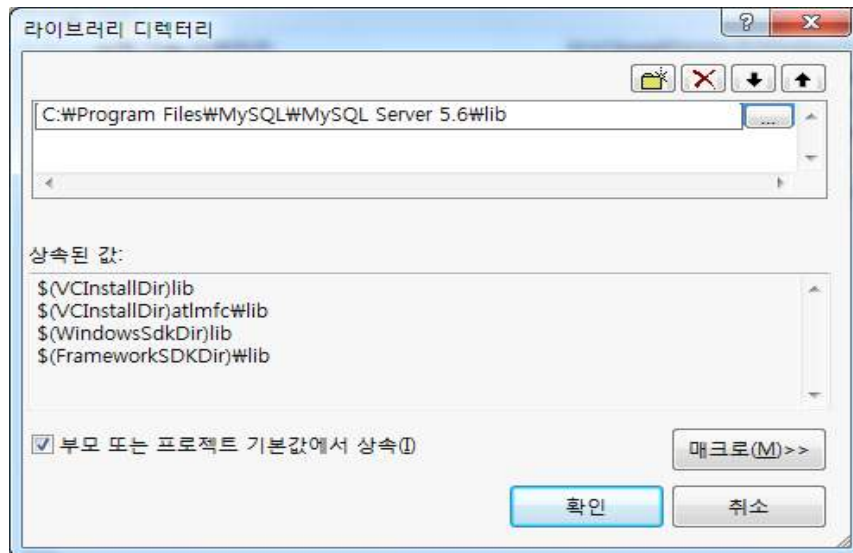 라이브러리 디렉터리
C:₩Program Files₩MySQL₩MySQL Server 5.6₩lib
...
상속된 값:
$(VCInstallDir)lib
$(VCInstallDir)atlmfc₩lib
$(WindowsSdkDir)lib
$(FrameworkSDKDir)₩lib
부모 또는 프로젝트 기본값에서 상속(I)
매크로(M)>>
확인
취소